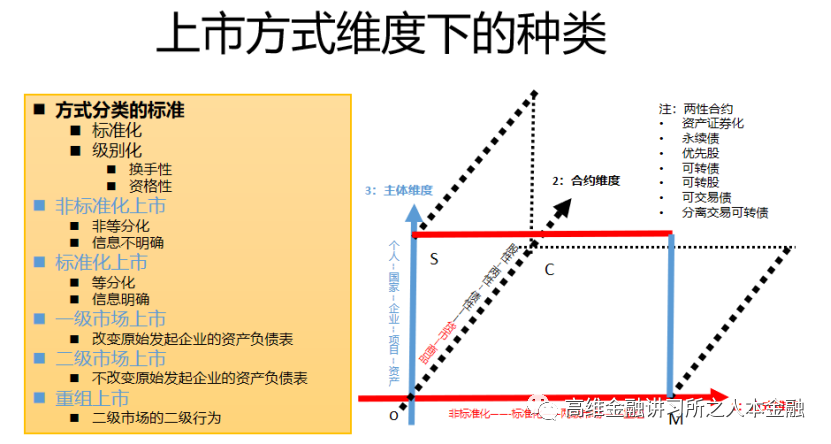 上市方式维度下的种类
方式分类的标准
标准化
级别化
换手性
资格性
非标准化上市
非等分化
信息不明确
标准化上市
等分化
信息明确
一级市场上市
改变原始发起企业的资产负债表
二级市场上市
不改变原始发起企业的资产负债表
重组上市
二级市场的二级行为
注：两性合约
• 资产证券化
• 永续债
• 优先股
• 可转债
• 可转股
• 可交易债
• 分离交易可转债
3：主体维度
2：合约维度
S
C
个人–国家–企业–项目–资产
股性–两性–债性
货币–商品
O
M
非标准化——标准化
高维金融讲习所之人本金融